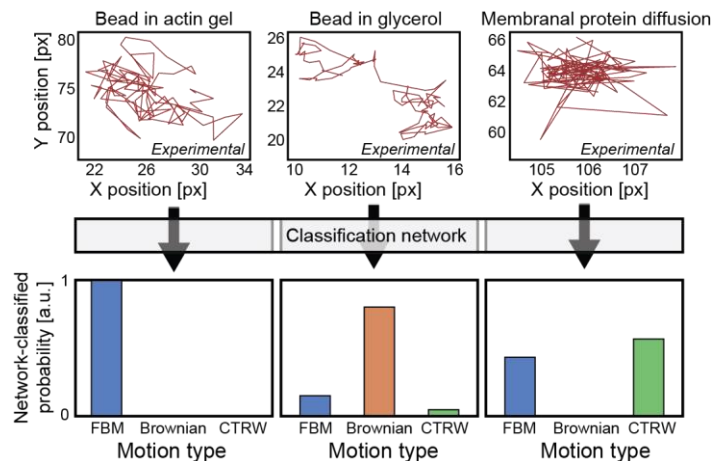 Bead in actin gel
Bead in glycerol
Membranal protein diffusion
Y position [px]
80
75
70
Experimental
22 24 26 28 30 34
X position [px]
26
24
22
20
Experimental
10 12 14 16
X position [px]
66
64
62
60
Experimental
105 106 107
X position [px]
Classification network
Network-classified
probability [a.u.]
1
0
FBM Brownian CTRW
Motion type
FBM Brownian CTRW
Motion type
FBM Brownian CTRW
Motion type